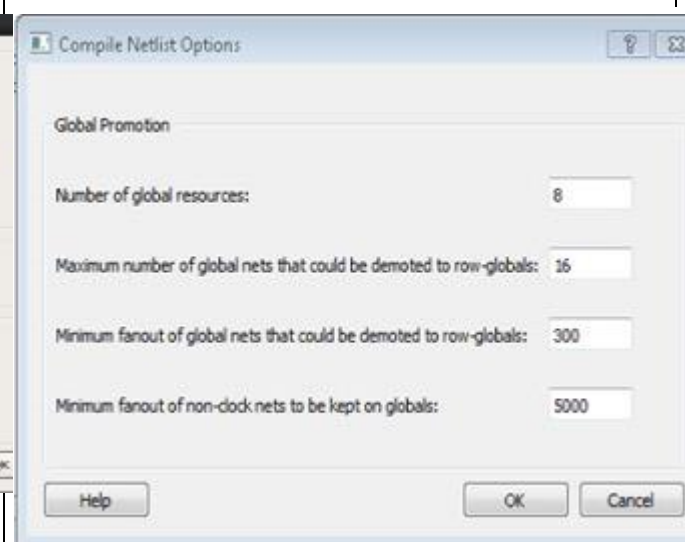 Compile Netlist Options
Global Promotion
Number of global resources: 8
Maximum number of global nets that could be demoted to row-globals: 16
Minimum fanout of global nets that could be demoted to row-globals: 300
Minimum fanout of non-clock nets to be kept on globals: 5000
Help OK Cancel